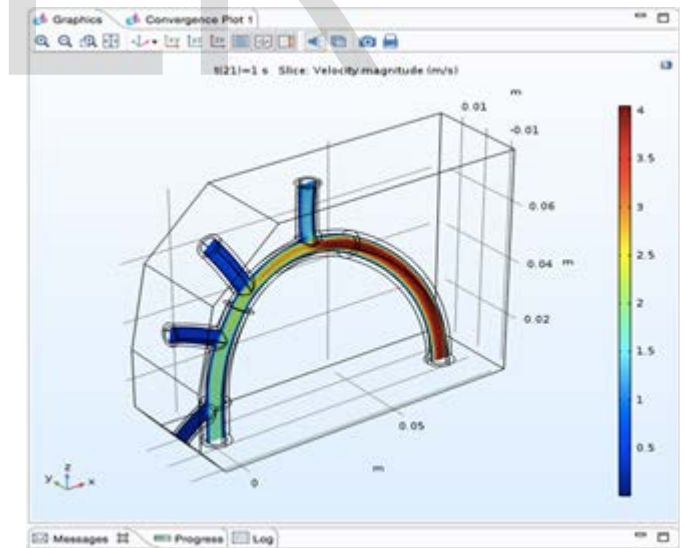 Graphics Convergence Plot 1
t(21)=1 s Slice: Velocity magnitude (m/s)
m
0.01
-0.01
0.06
0.04 m
0.02
0.05
m
0
z
y x
4
3.5
3
2.5
2
1.5
1
0.5
Messages Progress Log